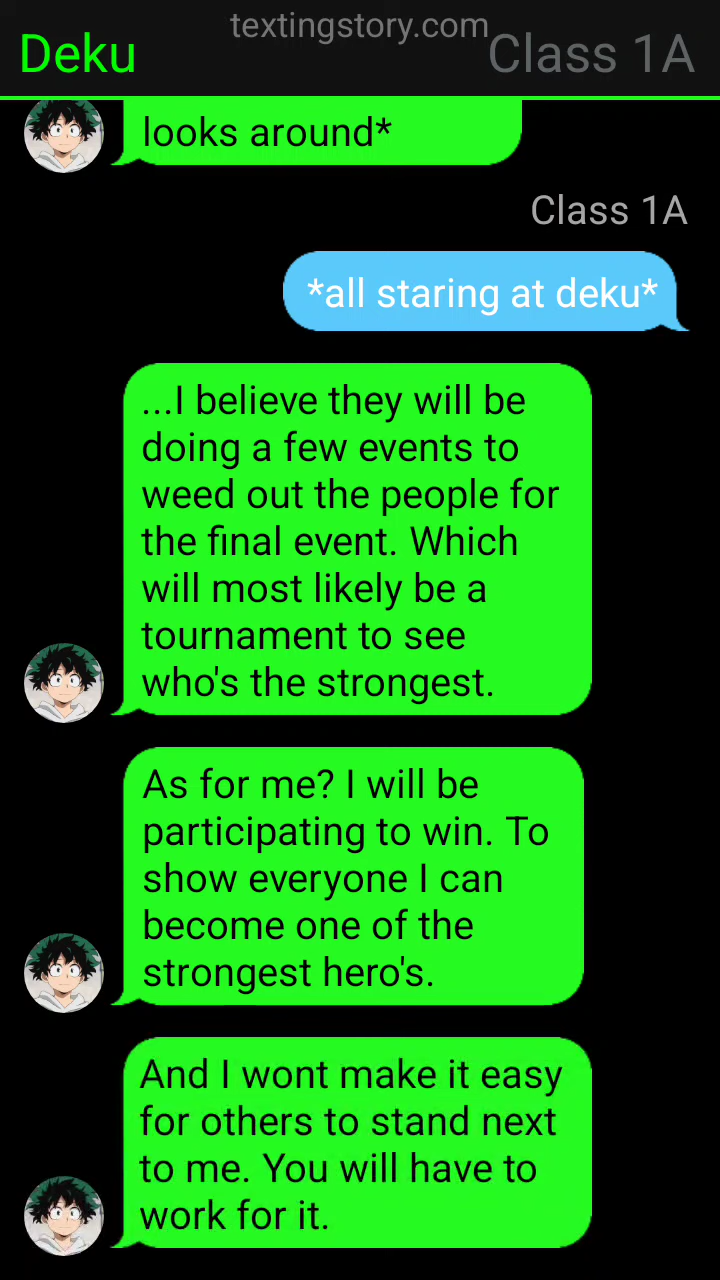 textingstory.com
Deku
Class 1A
looks around*
Class 1A
*all staring at deku*
...I believe they will be
doing a few events to
weed out the people for
the final event. Which
will most likely be a
tournament to see
who's the strongest.
As for me? I will be
participating to win. To
show everyone I can
become one of the
strongest hero's.
And I wont make it easy
for others to stand next
to me. You will have to
work for it.